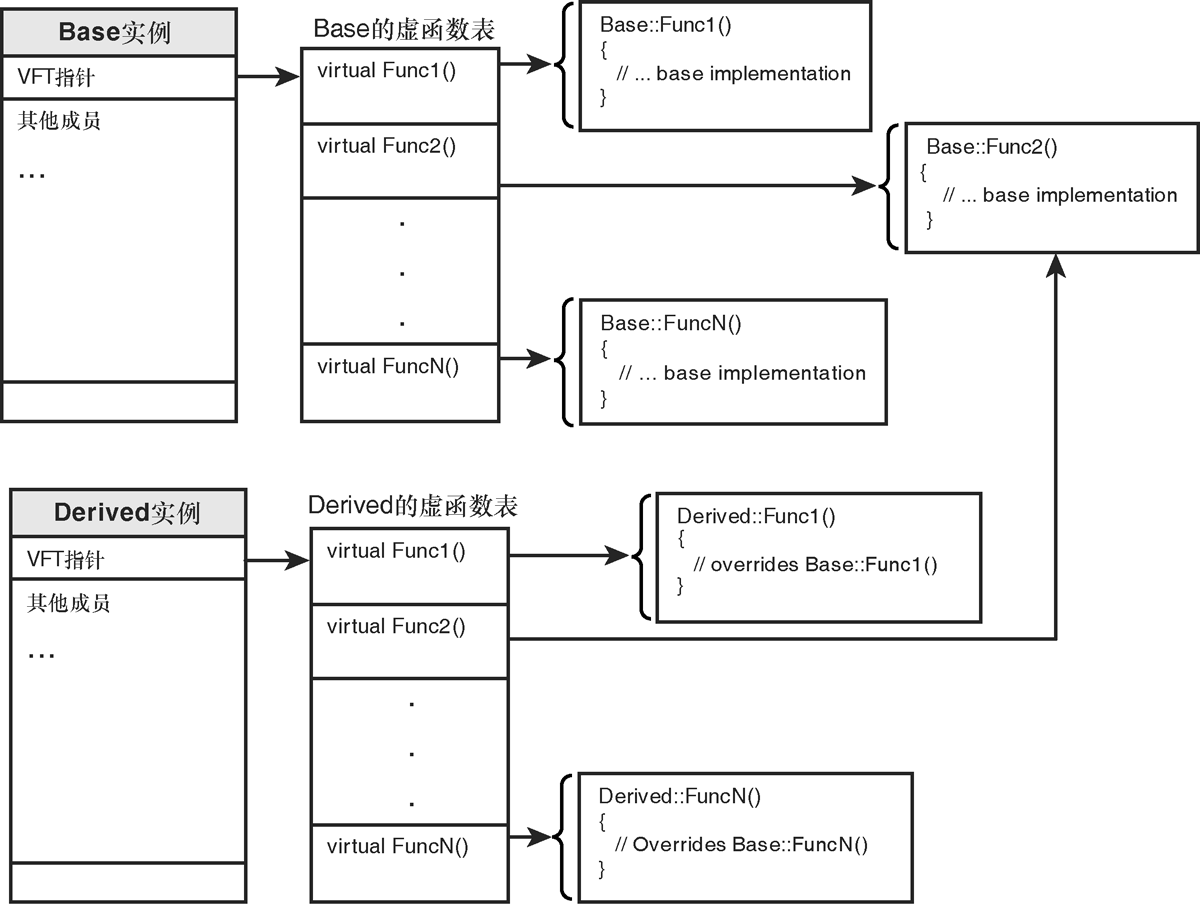 Base实例
VFT指针
其他成员
...
Base的虚函数表
virtual Func1()
virtual Func2()
.
.
.
virtual FuncN()
Base::Func1()
{
// ... base implementation
}
Base::Func2()
{
// ... base implementation
}
Base::FuncN()
{
// ... base implementation
}
Derived实例
VFT指针
其他成员
...
Derived的虚函数表
virtual Func1()
virtual Func2()
.
.
.
virtual FuncN()
Derived::Func1()
{
// overrides Base::Func1()
}
Derived::FuncN()
{
// Overrides Base::FuncN()
}